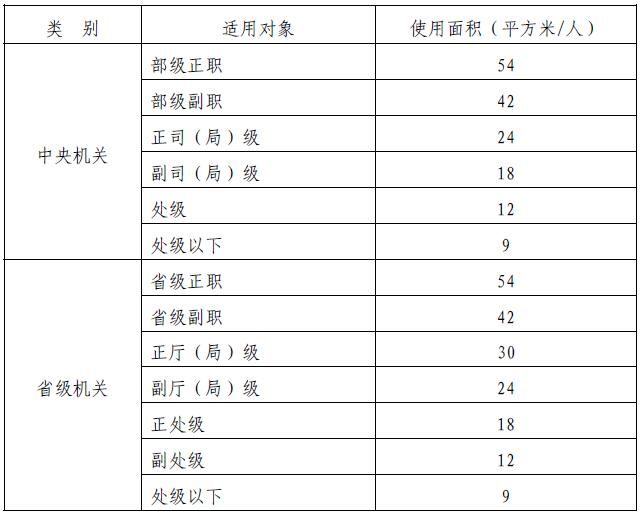 类 别 适用对象 使用面积（平方米/人）
中央机关
部级正职 54
部级副职 42
正司（局）级 24
副司（局）级 18
处级 12
处级以下 9
省级机关
省级正职 54
省级副职 42
正厅（局）级 30
副厅（局）级 24
正处级 18
副处级 12
处级以下 9